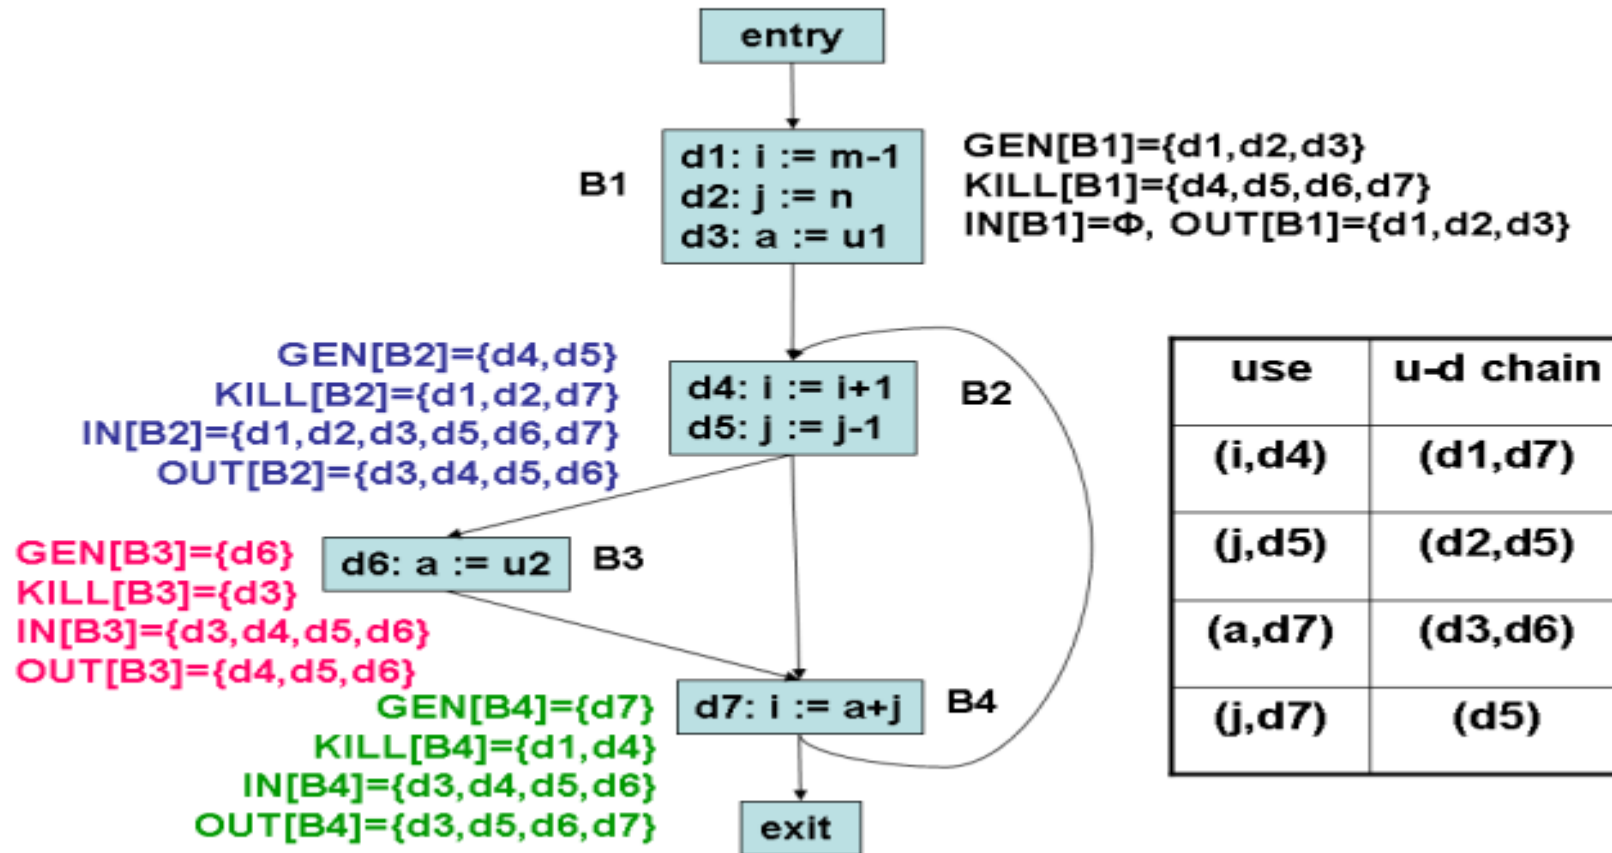 entry
B1
d1: i := m-1
d2: j := n
d3: a := u1
GEN[B1]={d1,d2,d3}
KILL[B1]={d4,d5,d6,d7}
IN[B1]=Φ, OUT[B1]={d1,d2,d3}
GEN[B2]={d4,d5}
KILL[B2]={d1,d2,d7}
IN[B2]={d1,d2,d3,d5,d6,d7}
OUT[B2]={d3,d4,d5,d6}
d4: i := i+1
d5: j := j-1
B2
GEN[B3]={d6}
KILL[B3]={d3}
IN[B3]={d3,d4,d5,d6}
OUT[B3]={d4,d5,d6}
d6: a := u2
B3
GEN[B4]={d7}
KILL[B4]={d1,d4}
IN[B4]={d3,d4,d5,d6}
OUT[B4]={d3,d5,d6,d7}
d7: i := a+j
B4
exit
use u-d chain
(i,d4) (d1,d7)
(j,d5) (d2,d5)
(a,d7) (d3,d6)
(j,d7) (d5)